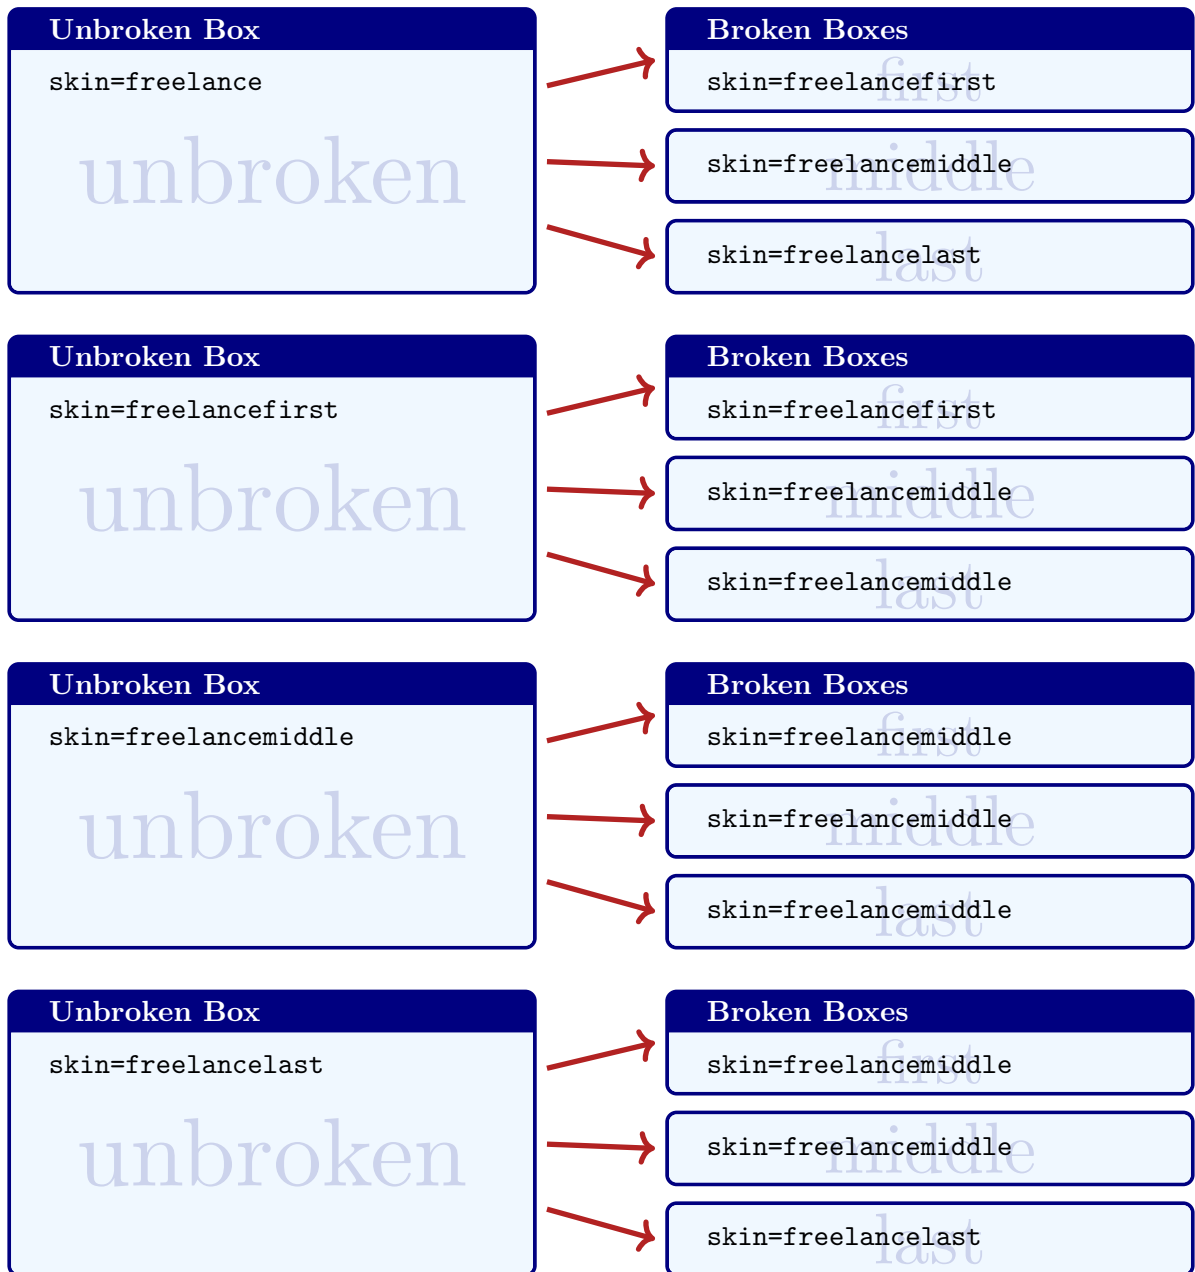 Unbroken Box
skin=freelance
unbroken
Broken Boxes
first
skin=freelancefirst
middle
skin=freelancemiddle
last
skin=freelancelast
Unbroken Box
skin=freelancefirst
unbroken
Broken Boxes
first
skin=freelancefirst
middle
skin=freelancemiddle
last
skin=freelancemiddle
Unbroken Box
skin=freelancemiddle
unbroken
Broken Boxes
first
skin=freelancemiddle
middle
skin=freelancemiddle
last
skin=freelancemiddle
Unbroken Box
skin=freelancelast
unbroken
Broken Boxes
first
skin=freelancemiddle
middle
skin=freelancemiddle
last
skin=freelancelast